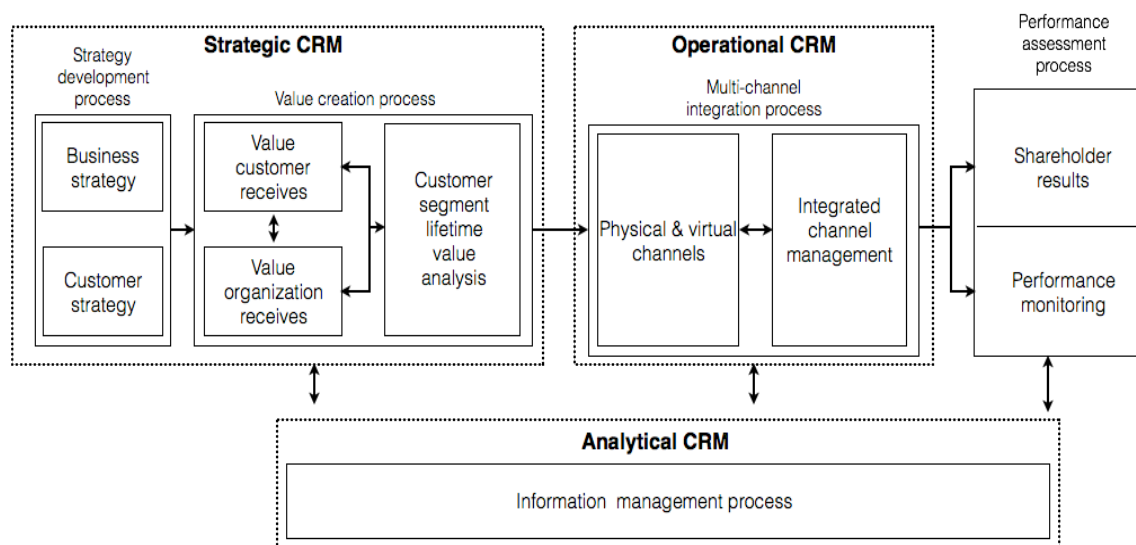 Strategic CRM
Strategy
development
process
Value creation process
Business
strategy
Customer
strategy
Value
customer
receives
Value
organization
receives
Customer
segment
lifetime
value
analysis
Operational CRM
Multi-channel
integration process
Physical & virtual
channels
Integrated
channel
management
Performance
assessment
process
Shareholder
results
Performance
monitoring
Analytical CRM
Information management process